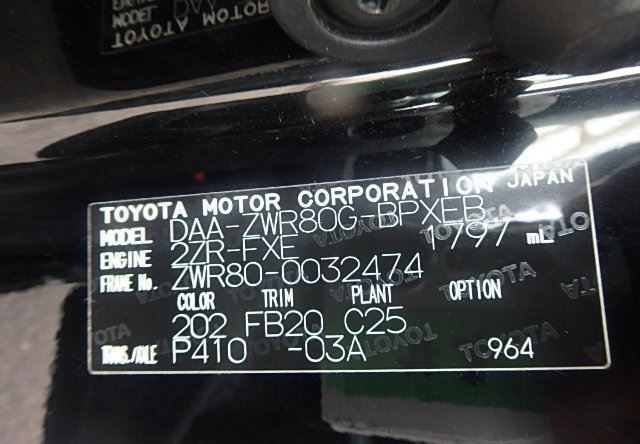 TOYOTA MOTOR CORPORATION JAPAN
MODEL DAA-ZWR80G-BPXEB
ENGINE 2ZR-FXE 1797 mL
FRAME No. ZWR80-0032474
COLOR TRIM PLANT OPTION
202 FB20 C25
TRANS./AXLE P410 -03A 964